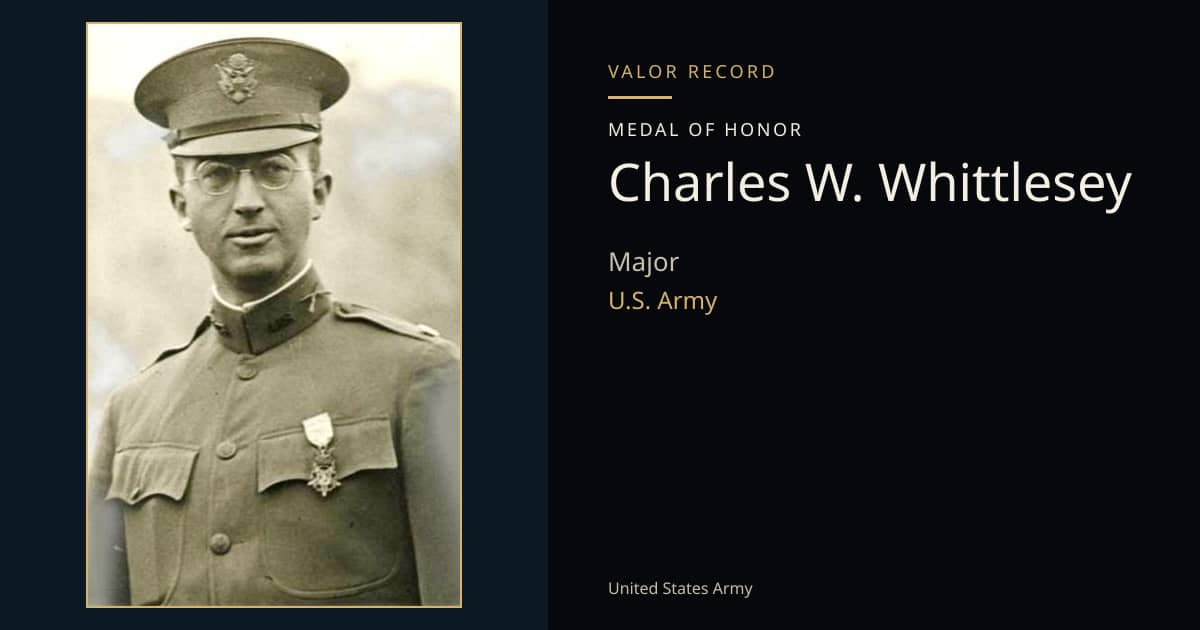 VALOR RECORD
MEDAL OF HONOR
Charles W. Whittlesey
Major
U.S. Army
United States Army